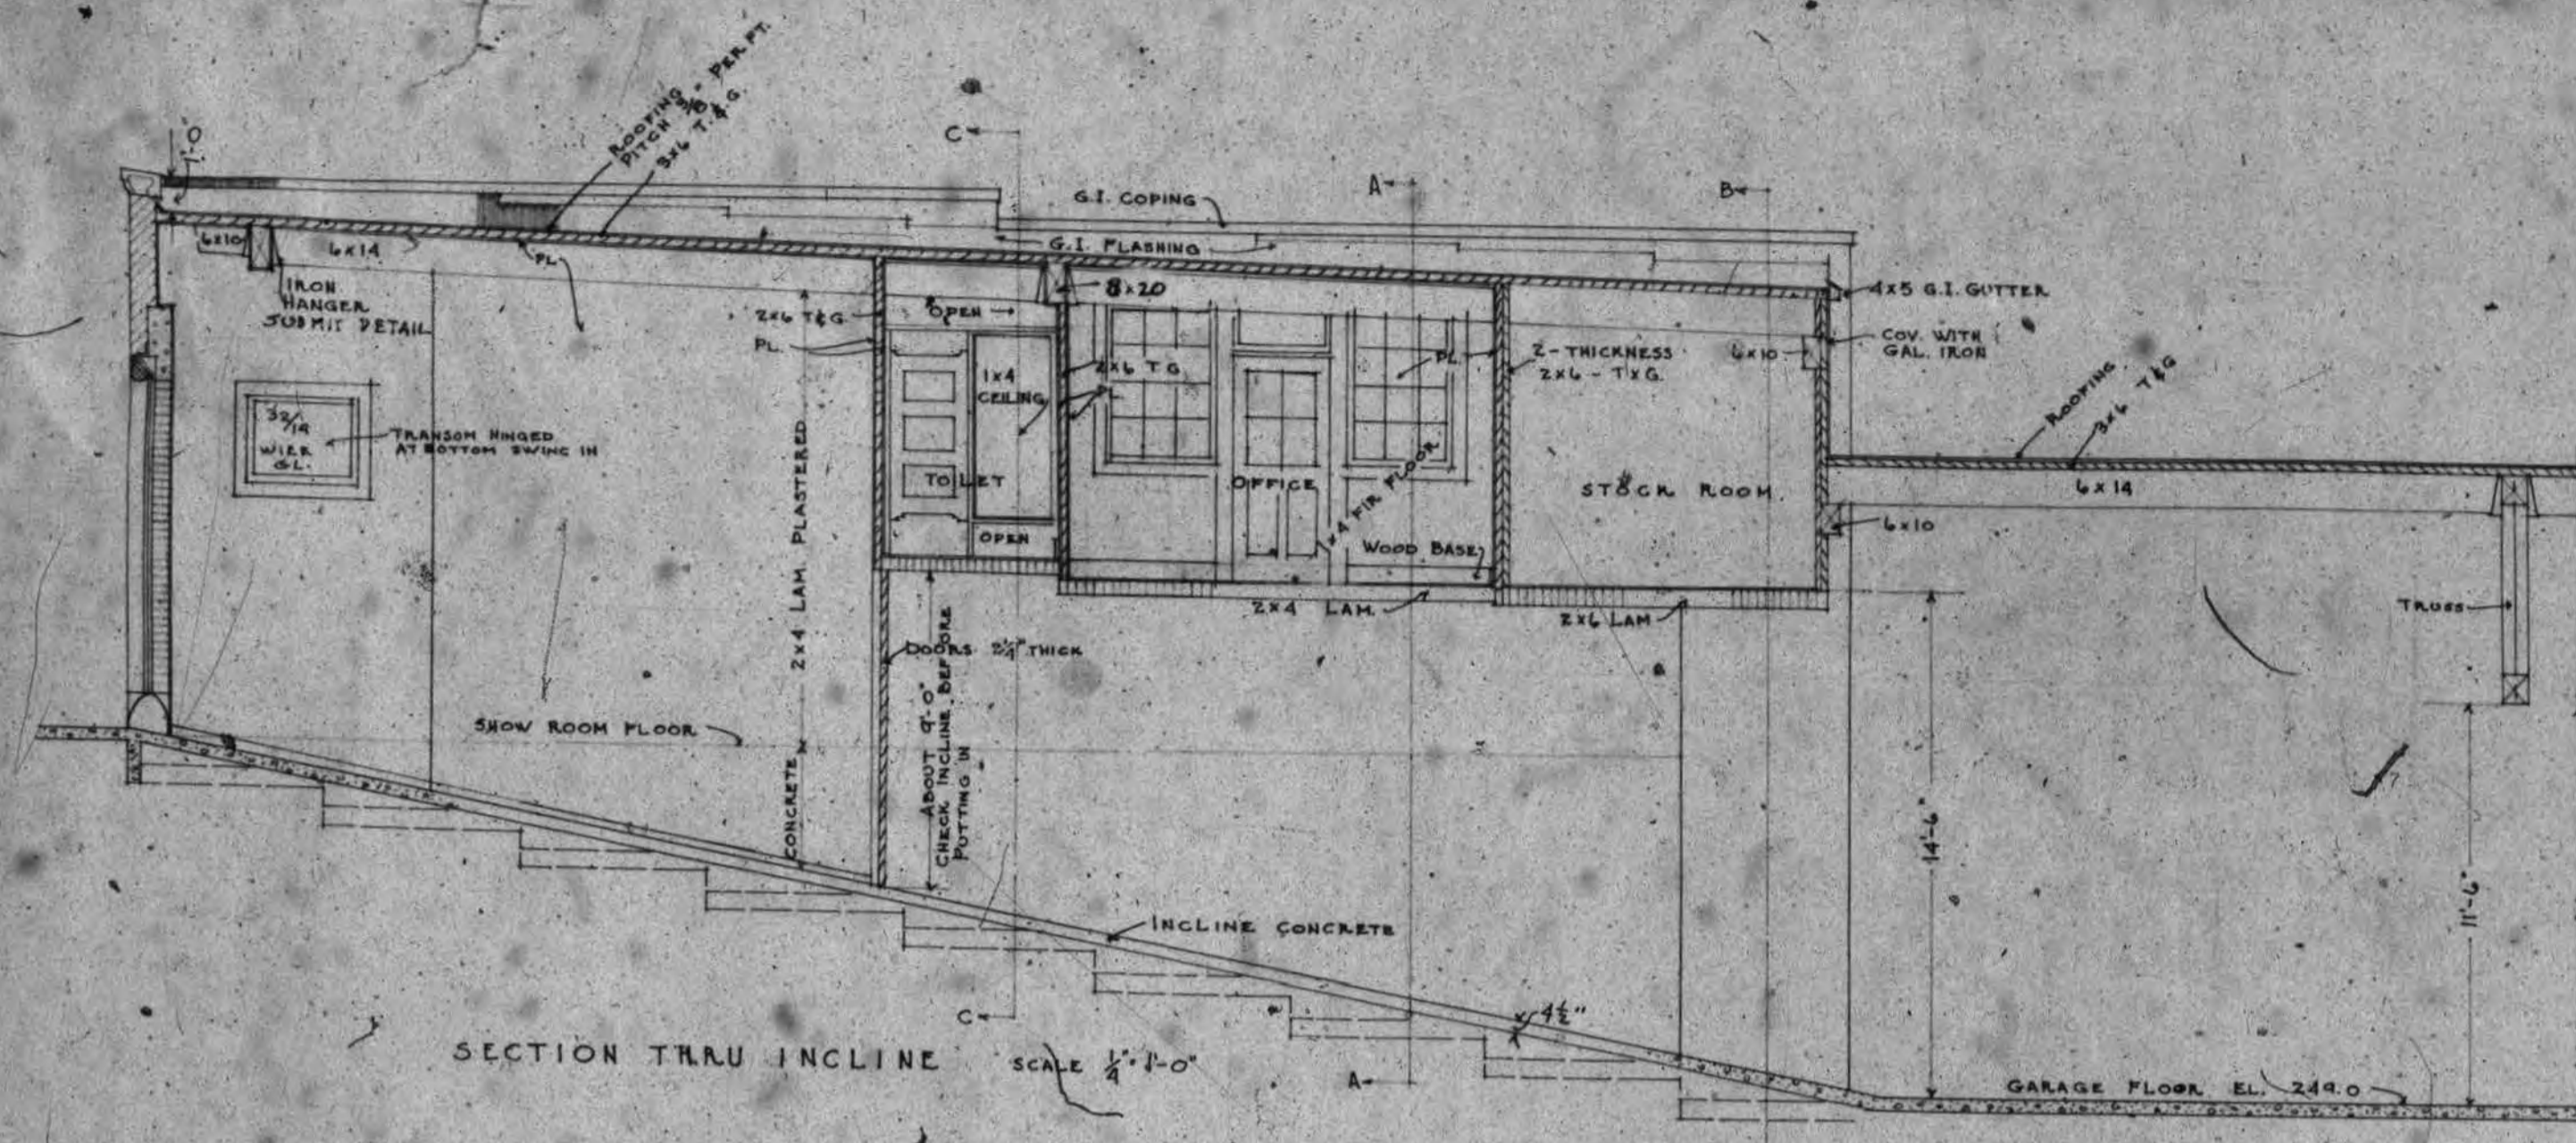 1'-0
ROOFING
PITCH 3/8" PER FT.
3x6 T.&G.
C
A
B
G.I. COPING
G.I. FLASHING
6x10
6x14
PL
IRON
HANGER
SUBMIT DETAIL
2x6 T&G
PL.
OPEN
8x20
4x5 G.I. GUTTER
COV. WITH
GAL. IRON
2x6 T G
1x4
CEILING
PL
PL
2-THICKNESS
2x6 - TxG.
6x10
ROOFING
3x6 T&G
32/19
WIRE
GL.
TRANSOM HINGED
AT BOTTOM SWING IN
2x4 LAM. PLASTERED
TOILET
OFFICE
1x4 FIR FLOOR
STOCK ROOM.
6x14
6x10
OPEN
WOOD BASE
2x4 LAM.
2x6 LAM
TRUSS
DOORS 2 1/4" THICK
SHOW ROOM FLOOR
CONCRETE
ABOUT 9'-0"
CHECK INCLINE BEFORE
PUTTING IN
14'-6"
INCLINE CONCRETE
4 1/2"
C
A
SECTION THRU INCLINE SCALE 1/4" = 1'-0"
GARAGE FLOOR EL. 249.0